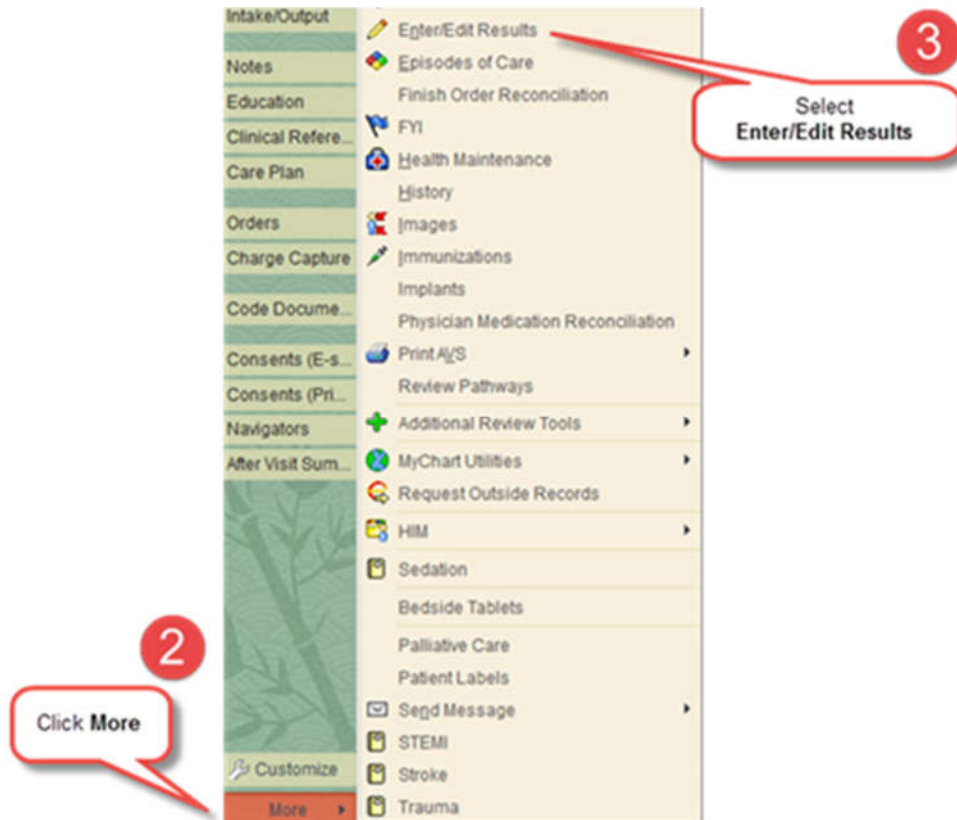 Intake/Output
Notes
Education
Clinical Refere...
Care Plan
Orders
Charge Capture
Code Docume...
Consents (E-s...
Consents (Pri...
Navigators
After Visit Sum...
Customize
More
Enter/Edit Results
Episodes of Care
Finish Order Reconciliation
FYI
Health Maintenance
History
Images
Immunizations
Implants
Physician Medication Reconciliation
Print AVS
Review Pathways
Additional Review Tools
MyChart Utilities
Request Outside Records
HIM
Sedation
Bedside Tablets
Palliative Care
Patient Labels
Send Message
STEMI
Stroke
Trauma
2
Click More
3
Select
Enter/Edit Results